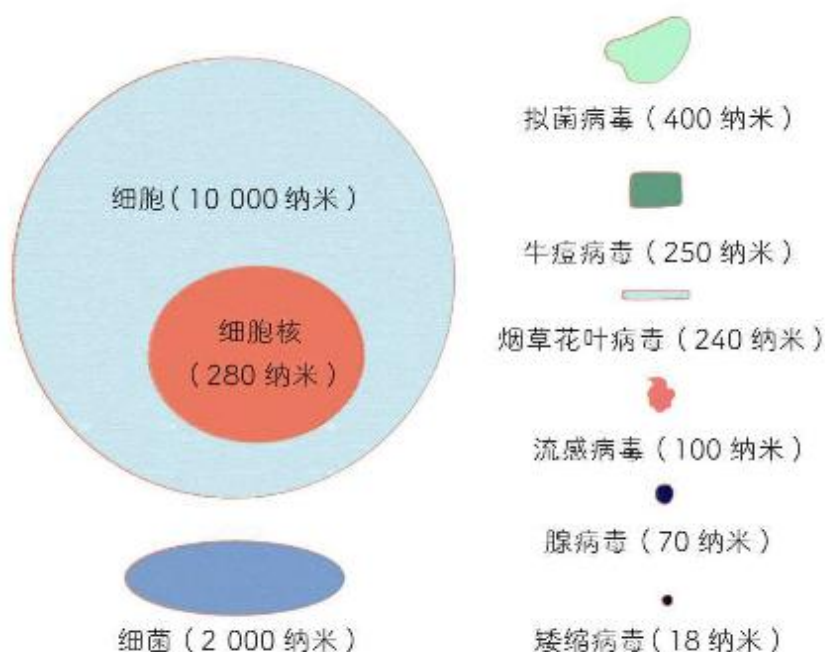 细胞（10 000 纳米）
细胞核
（280 纳米）
细菌（2 000 纳米）
拟菌病毒（400 纳米）
牛痘病毒（250 纳米）
烟草花叶病毒（240 纳米）
流感病毒（100 纳米）
腺病毒（70 纳米）
矮缩病毒（18 纳米）